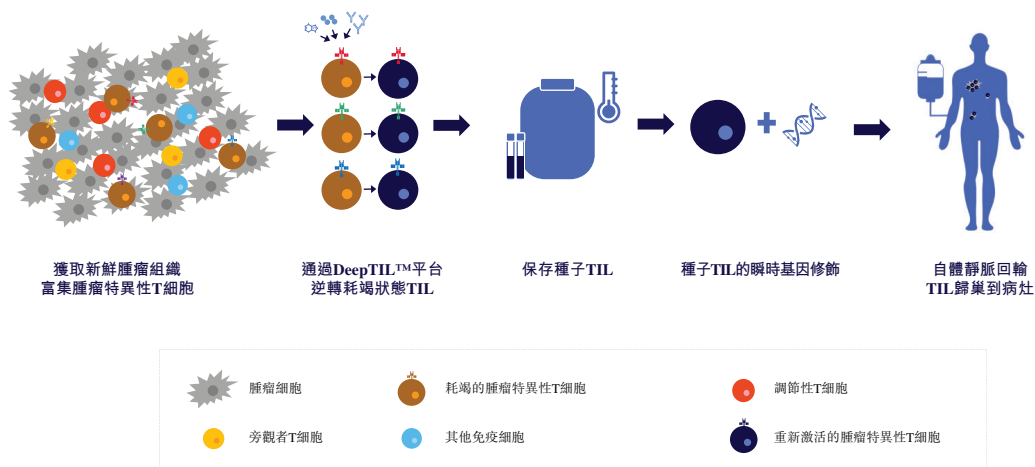 獲取新鮮腫瘤組織
富集腫瘤特異性T細胞
通過DeepTIL™平台
逆轉耗竭狀態TIL
保存種子TIL
種子TIL的瞬時基因修飾
自體靜脈回輸
TIL歸巢到病灶
腫瘤細胞
耗竭的腫瘤特異性T細胞
調節性T細胞
旁觀者T細胞
其他免疫細胞
重新激活的腫瘤特異性T細胞